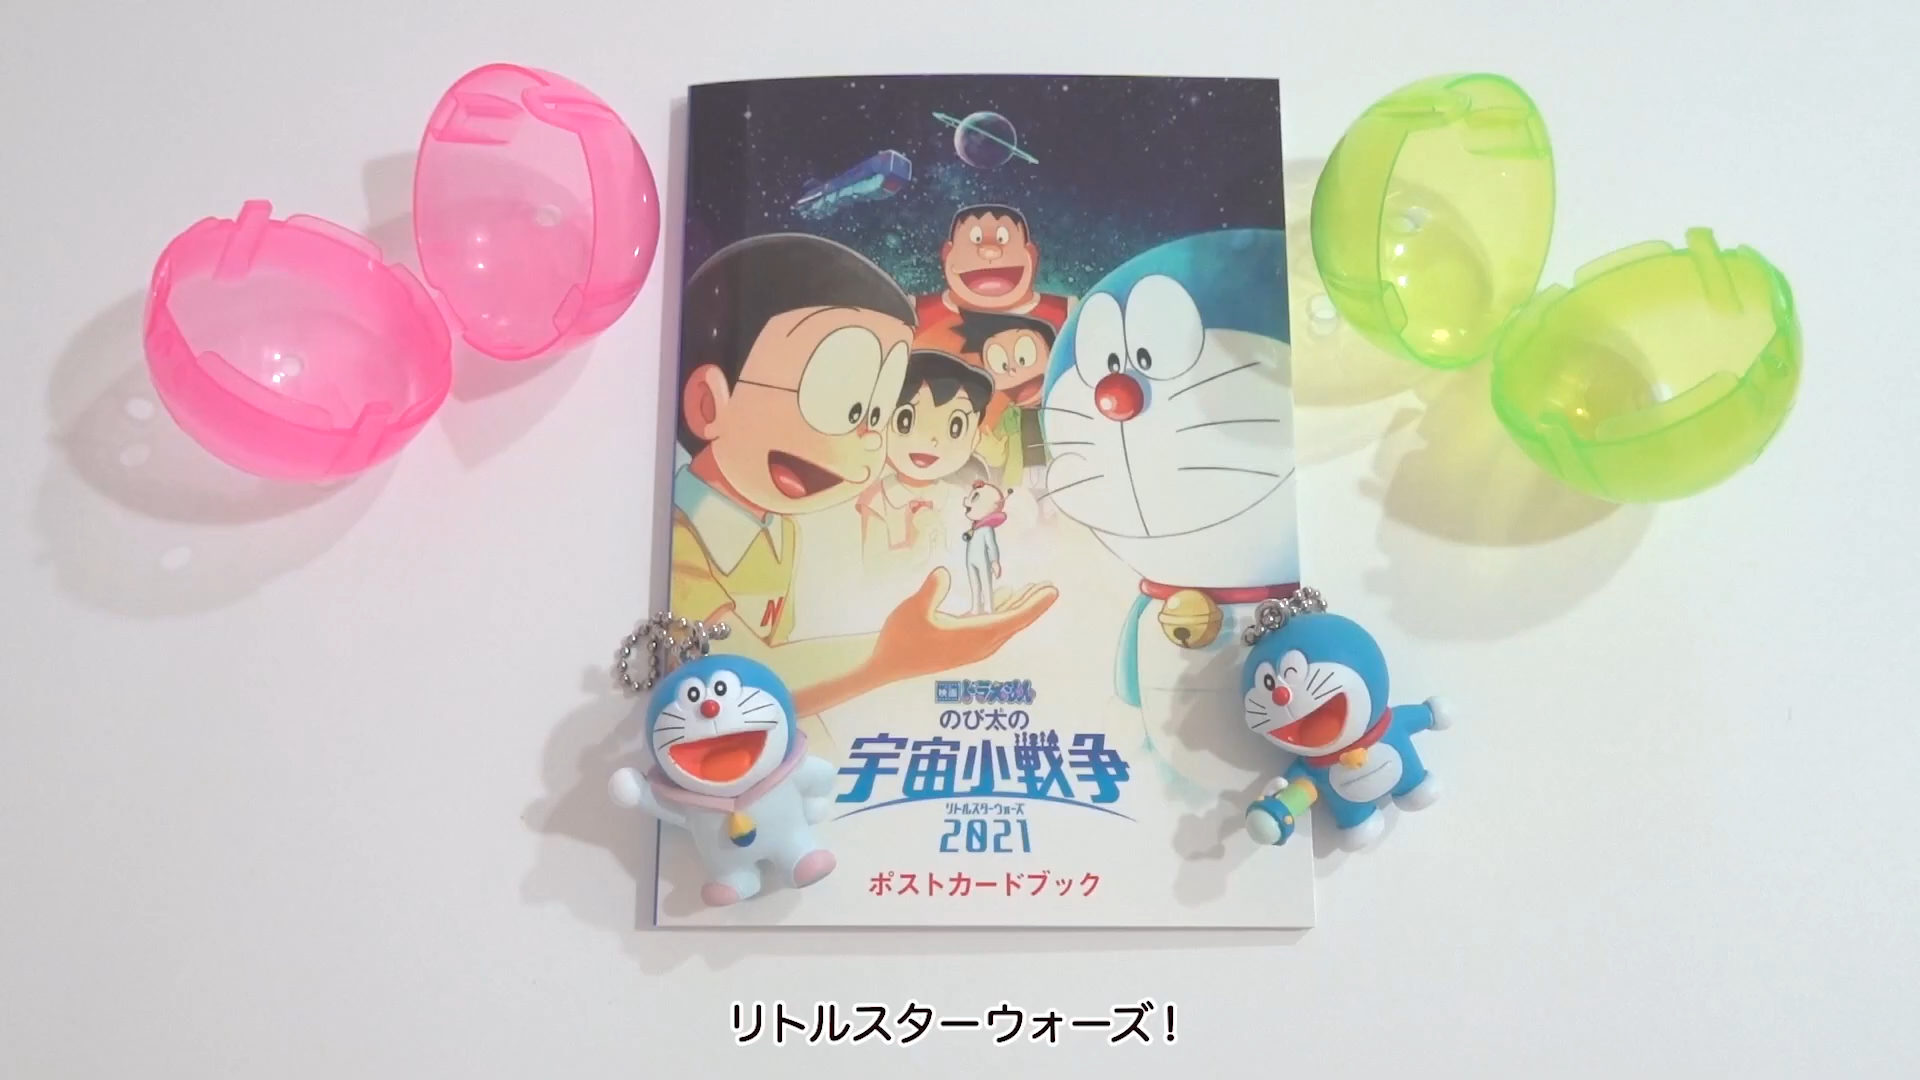 N
映画ドラえもん
のび太の
宇宙小戦争
リトルスターウォーズ
2021
ポストカードブック
リトルスターウォーズ！